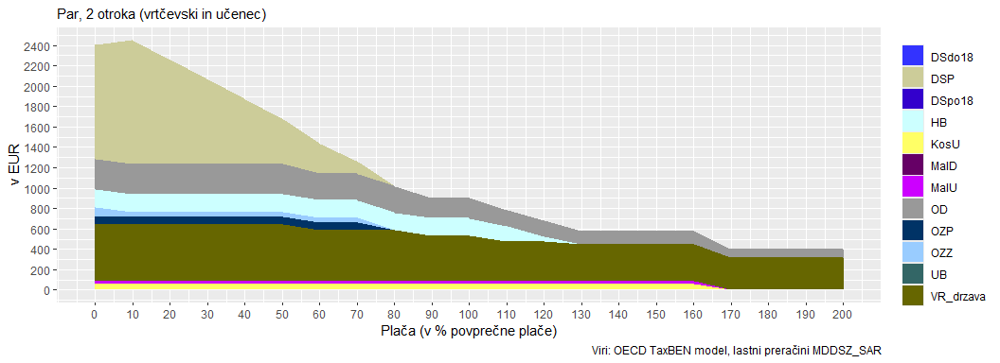 Par, 2 otroka (vrtčevski in učenec)
v EUR
2400
2200
2000
1800
1600
1400
1200
1000
800
600
400
200
0
0 10 20 30 40 50 60 70 80 90 100 110 120 130 140 150 160 170 180 190 200
Plača (v % povprečne plače)
DSdo18
DSP
DSpo18
HB
KosU
MalD
MalU
OD
OZP
OZZ
UB
VR_drzava
Viri: OECD TaxBEN model, lastni preračini MDDSZ_SAR